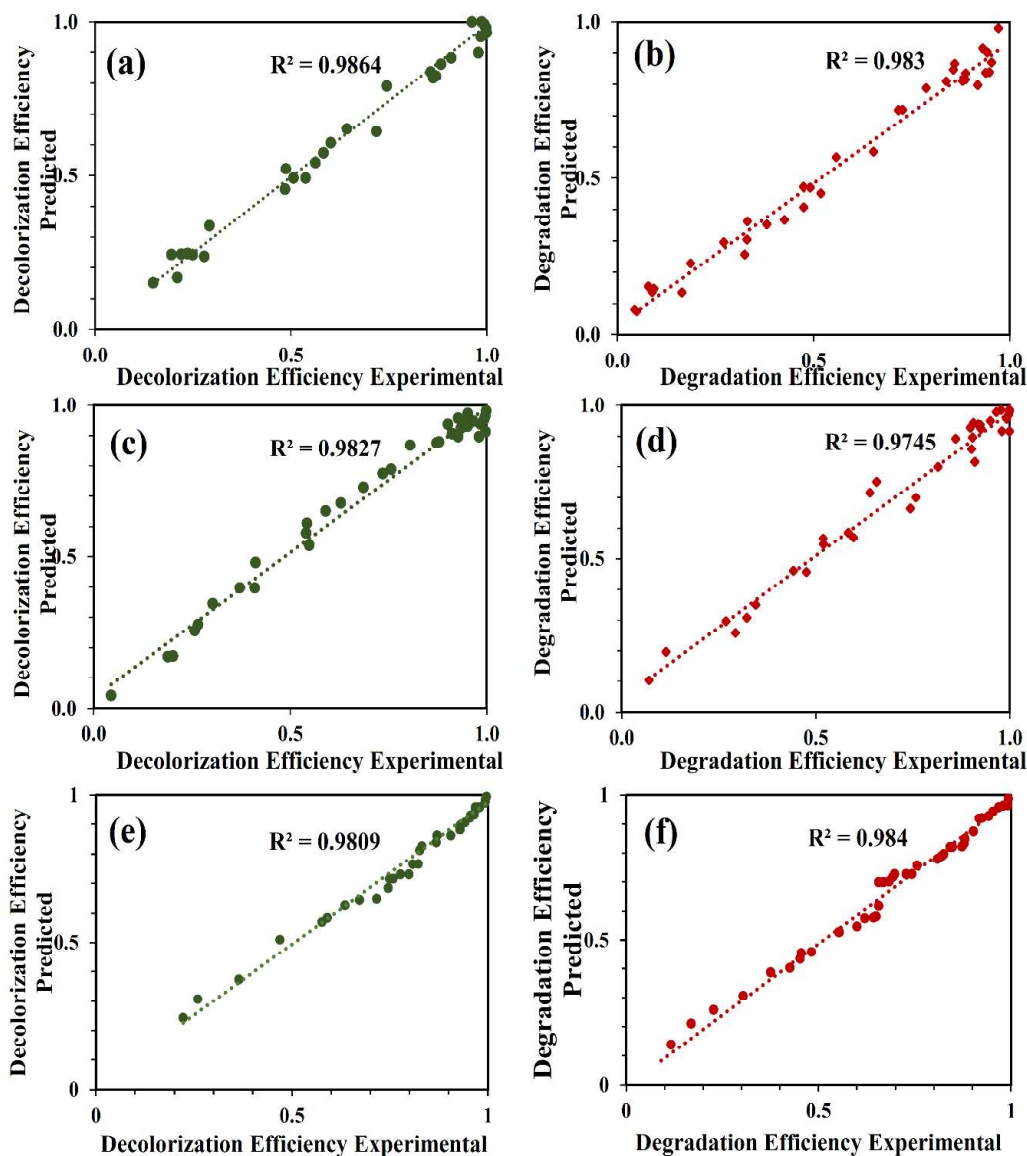 1.0
(a)
R² = 0.9864
0.5
0.0
0.0
0.5
1.0
Decolorization Efficiency
Predicted
Decolorization Efficiency Experimental
1.0
(b)
R² = 0.983
0.5
0.0
0.0
0.5
1.0
Degradation Efficiency
Predicted
Degradation Efficiency Experimental
1.0
(c)
R² = 0.9827
0.5
0.0
0.0
0.5
1.0
Decolorization Efficiency
Predicted
Decolorization Efficiency Experimental
1.0
(d)
R² = 0.9745
0.5
0.0
0.0
0.5
1.0
Degradation Efficiency
Predicted
Degradation Efficiency Experimental
1
(e)
R² = 0.9809
0.5
0
0
0.5
1
Decolorization Efficiency
Predicted
Decolorization Efficiency Experimental
1
(f)
R² = 0.984
0.5
0
0
0.5
1
Degradation Efficiency
Predicted
Degradation Efficiency Experimental